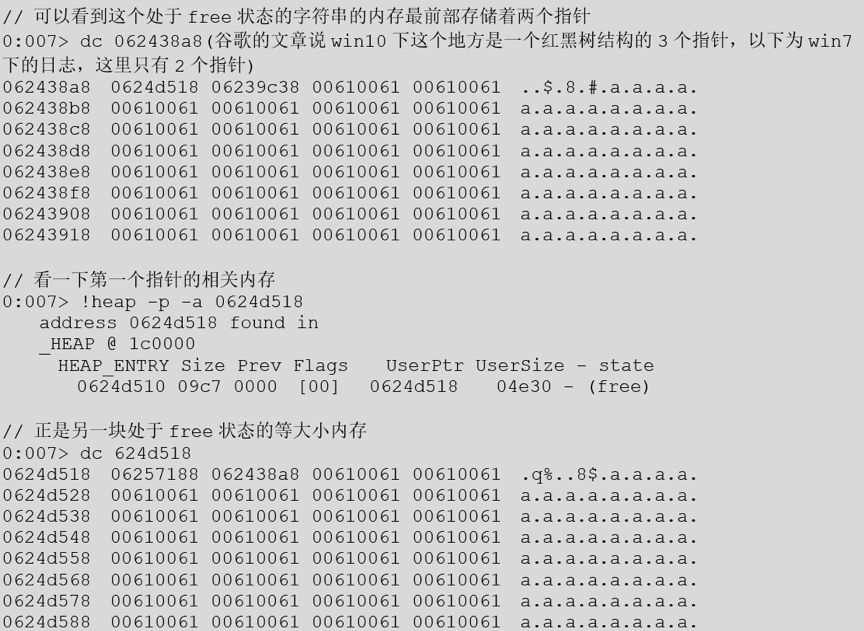 // 可以看到这个处于 free 状态的字符串的内存最前部存储着两个指针
0:007> dc 062438a8(谷歌的文章说 win10 下这个地方是一个红黑树结构的 3 个指针，以下为 win7
下的日志，这里只有 2 个指针)
062438a8  0624d518 06239c38 00610061 00610061  ..$.8.#.a.a.a.a.
062438b8  00610061 00610061 00610061 00610061  a.a.a.a.a.a.a.a.
062438c8  00610061 00610061 00610061 00610061  a.a.a.a.a.a.a.a.
062438d8  00610061 00610061 00610061 00610061  a.a.a.a.a.a.a.a.
062438e8  00610061 00610061 00610061 00610061  a.a.a.a.a.a.a.a.
062438f8  00610061 00610061 00610061 00610061  a.a.a.a.a.a.a.a.
06243908  00610061 00610061 00610061 00610061  a.a.a.a.a.a.a.a.
06243918  00610061 00610061 00610061 00610061  a.a.a.a.a.a.a.a.
// 看一下第一个指针的相关内存
0:007> !heap -p -a 0624d518
address 0624d518 found in
_HEAP @ 1c0000
HEAP_ENTRY Size Prev Flags    UserPtr UserSize - state
0624d510 09c7 0000  [00]   0624d518    04e30 - (free)
// 正是另一块处于 free 状态的等大小内存
0:007> dc 624d518
0624d518  06257188 062438a8 00610061 00610061  .q%..8$.a.a.a.a.
0624d528  00610061 00610061 00610061 00610061  a.a.a.a.a.a.a.a.
0624d538  00610061 00610061 00610061 00610061  a.a.a.a.a.a.a.a.
0624d548  00610061 00610061 00610061 00610061  a.a.a.a.a.a.a.a.
0624d558  00610061 00610061 00610061 00610061  a.a.a.a.a.a.a.a.
0624d568  00610061 00610061 00610061 00610061  a.a.a.a.a.a.a.a.
0624d578  00610061 00610061 00610061 00610061  a.a.a.a.a.a.a.a.
0624d588  00610061 00610061 00610061 00610061  a.a.a.a.a.a.a.a.